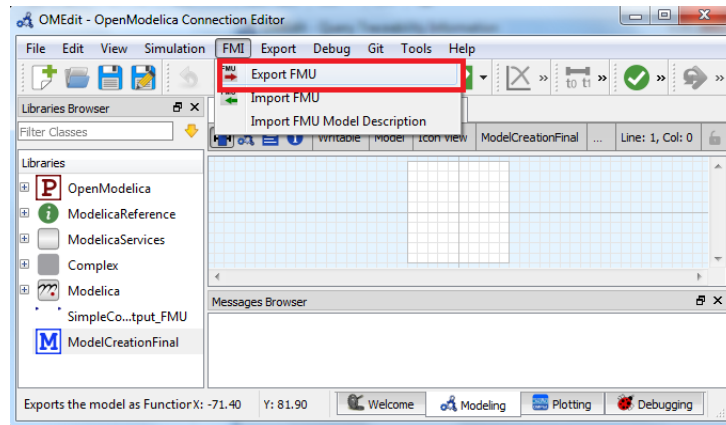 OMEdit - OpenModelica Connection Editor
File Edit View Simulation FMI Export Debug Git Tools Help
FMU Export FMU
Import FMU
Import FMU Model Description
» to t1 » » »
Libraries Browser
Filter Classes
Writable Model Icon View ModelCreationFinal ... Line: 1, Col: 0
Libraries
P OpenModelica
i ModelicaReference
ModelicaServices
Complex
Modelica
SimpleCo...tput_FMU
M ModelCreationFinal
Messages Browser
Exports the model as Function X: -71.40 Y: 81.90 Welcome Modeling Plotting Debugging